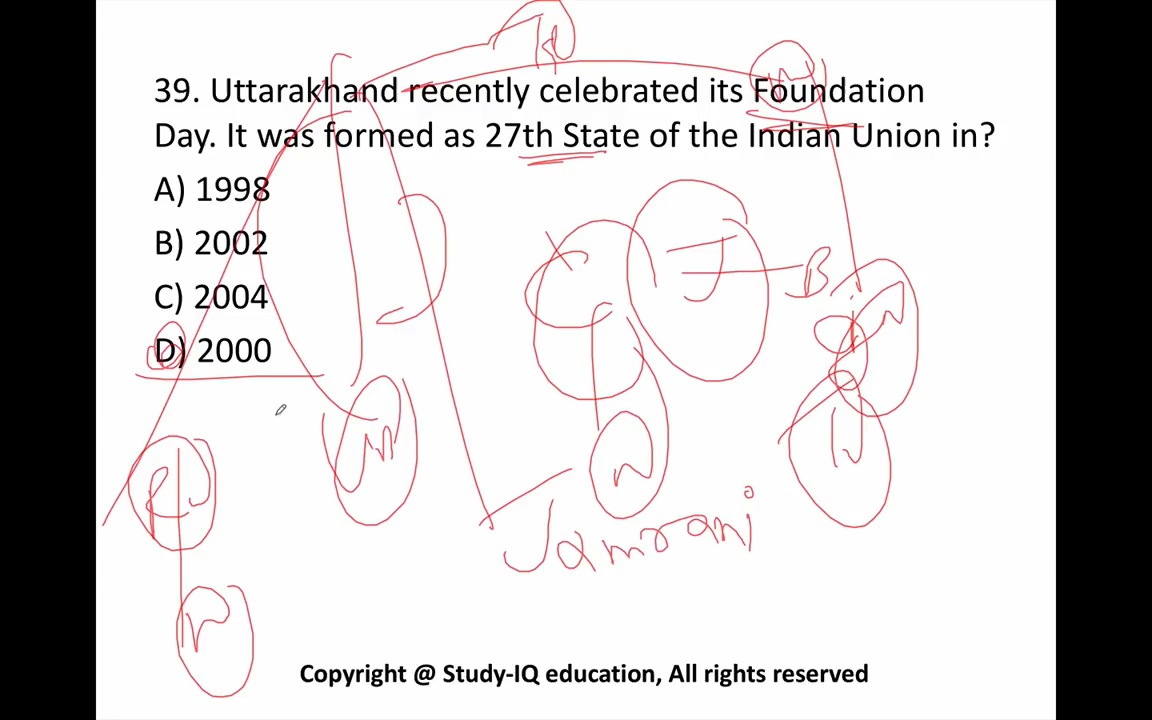 39. Uttarakhand recently celebrated its Foundation
Day. It was formed as 27th State of the Indian Union in?
A) 1998
B) 2002
C) 2004
D) 2000
J
B
Jamrani
Copyright @ Study-IQ education, All rights reserved